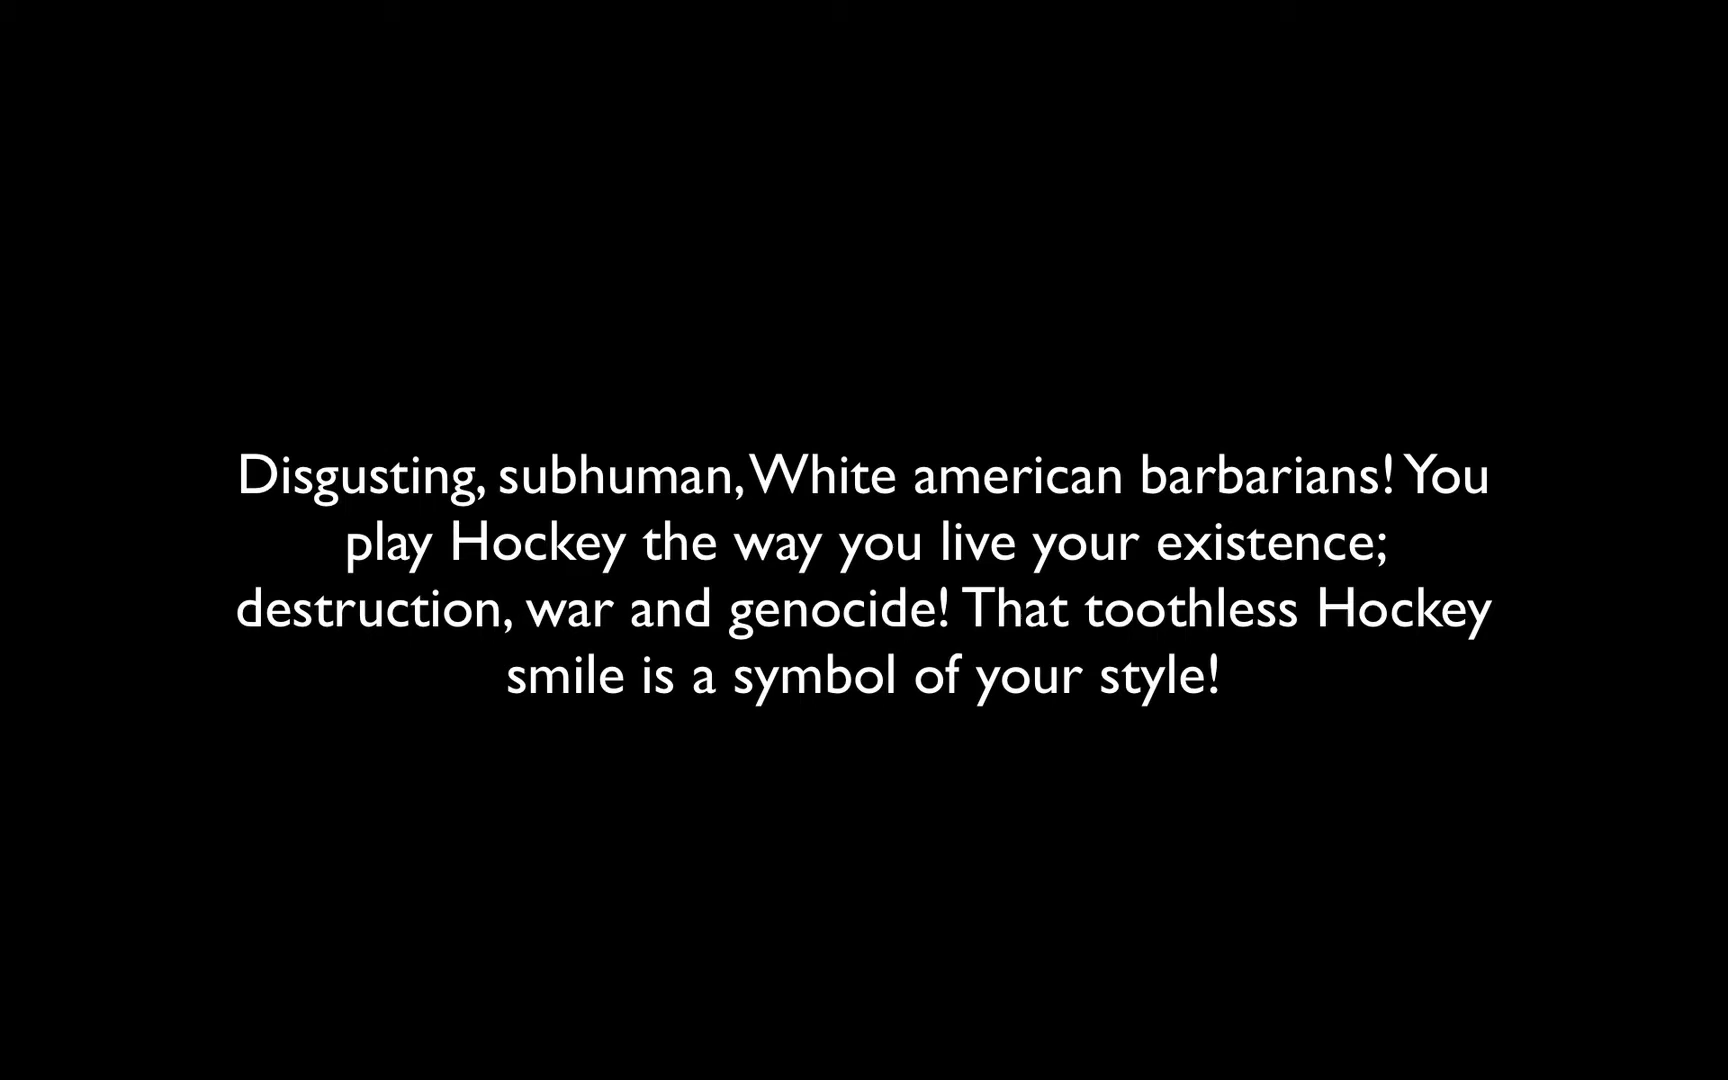 Disgusting, subhuman, White american barbarians! You
play Hockey the way you live your existence;
destruction, war and genocide! That toothless Hockey
smile is a symbol of your style!